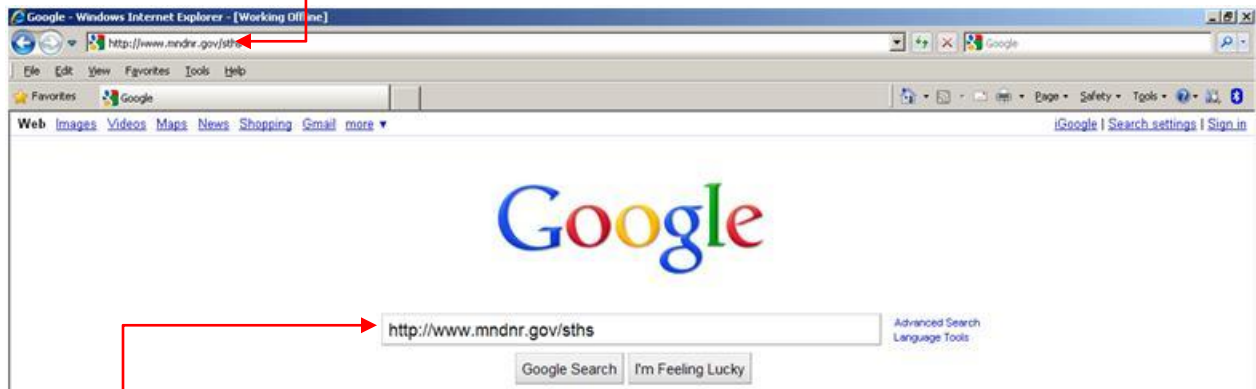 Google - Windows Internet Explorer - [Working Offline]
http://www.mndnr.gov/sths
Google
File Edit View Favorites Tools Help
Favorites Google
Page Safety Tools
Web Images Videos Maps News Shopping Gmail more
iGoogle | Search settings | Sign in
Google
http://www.mndnr.gov/sths
Advanced Search
Language Tools
Google Search I'm Feeling Lucky